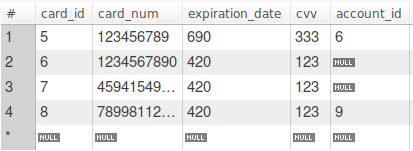 # card_id card_num expiration_date cvv account_id
1 5 123456789 690 333 6
2 6 1234567890 420 123 NULL
3 7 45941549... 420 123 NULL
4 8 78998112... 420 123 9
* NULL NULL NULL NULL NULL